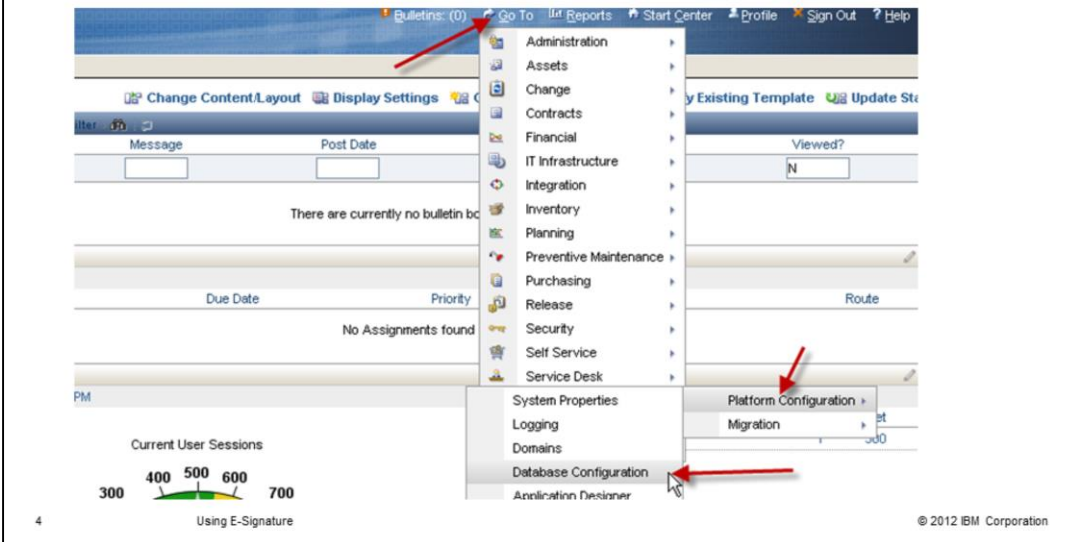 Bulletins: (0) Go To Reports Start Center Profile Sign Out ? Help
Administration
Assets
Change Content/Layout Display Settings Change y Existing Template Update Sta
Contracts
Filter
Message Post Date Financial Viewed?
IT Infrastructure N
Integration
There are currently no bulletin bo Inventory
Planning
Preventive Maintenance
Purchasing
Due Date Priority Release Route
No Assignments found Security
Self Service
Service Desk
PM System Properties Platform Configuration et
Logging Migration 500
Current User Sessions Domains
400 500 600 Database Configuration
300 700 Application Designer
4 Using E-Signature © 2012 IBM Corporation